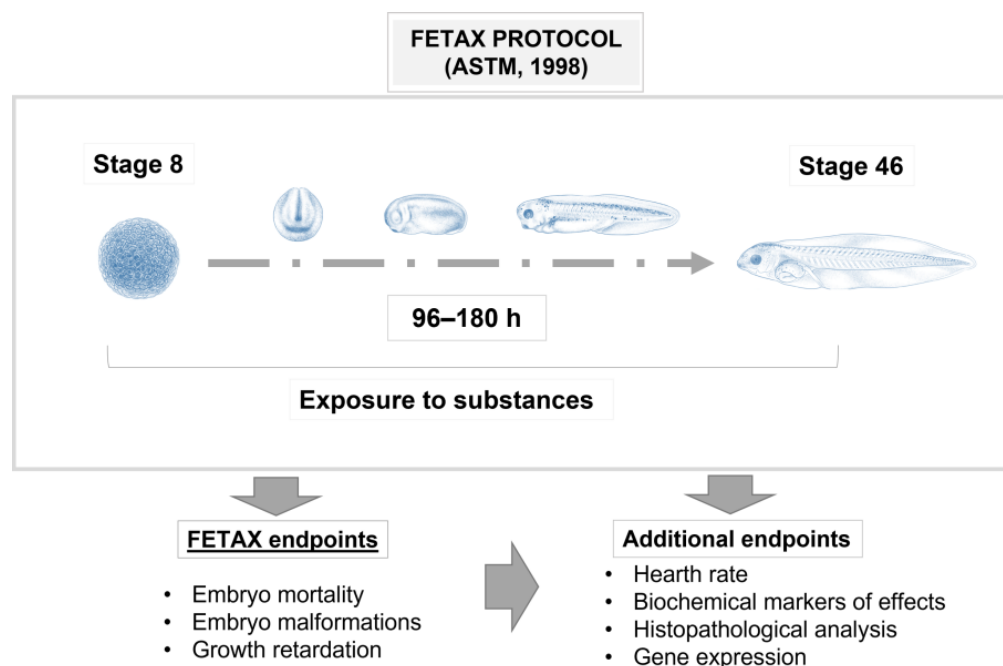 FETAX PROTOCOL
(ASTM, 1998)
Stage 8
Stage 46
96–180 h
Exposure to substances
FETAX endpoints
• Embryo mortality
• Embryo malformations
• Growth retardation
Additional endpoints
• Hearth rate
• Biochemical markers of effects
• Histopathological analysis
• Gene expression